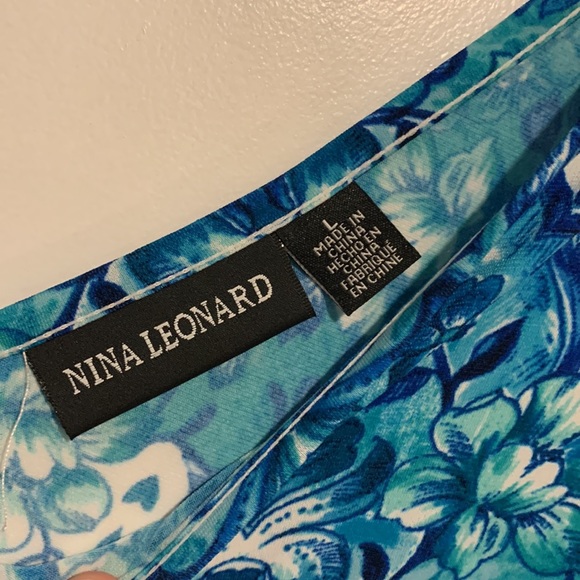 NINA LEONARD
L
MADE IN
CHINA
HECHO EN
CHINA
FABRIQUÉ
EN CHINE